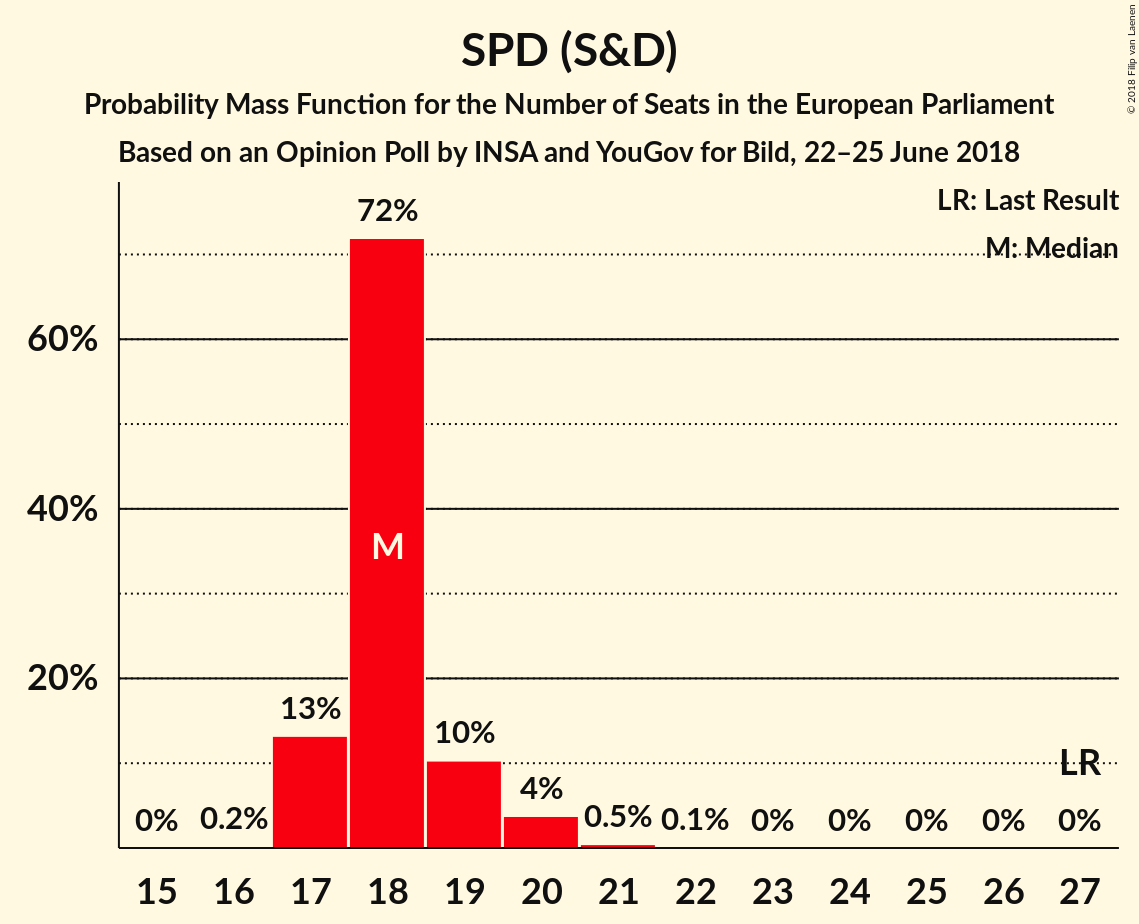 SPD (S&D)
Probability Mass Function for the Number of Seats in the European Parliament
Based on an Opinion Poll by INSA and YouGov for Bild, 22–25 June 2018
© 2018 Filip van Laenen
LR: Last Result
M: Median
72%
60%
40%
M
20%
13%
10%
LR
4%
0% 0.2% 0.5% 0.1% 0% 0% 0% 0% 0%
15 16 17 18 19 20 21 22 23 24 25 26 27